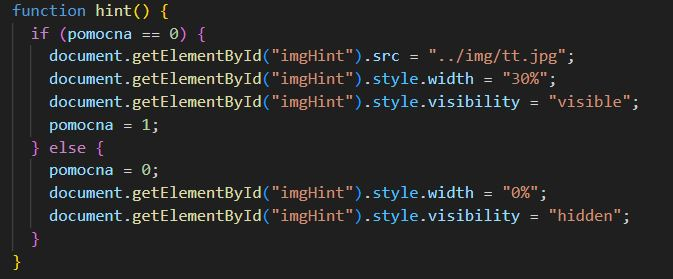 function hint() {
  if (pomocna == 0) {
    document.getElementById("imgHint").src = "../img/tt.jpg";
    document.getElementById("imgHint").style.width = "30%";
    document.getElementById("imgHint").style.visibility = "visible";
    pomocna = 1;
  } else {
    pomocna = 0;
    document.getElementById("imgHint").style.width = "0%";
    document.getElementById("imgHint").style.visibility = "hidden";
  }
}